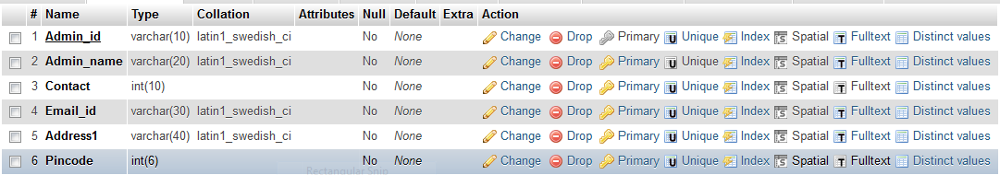 # Name Type Collation Attributes Null Default Extra Action
1 Admin_id varchar(10) latin1_swedish_ci No None Change Drop Primary Unique Index Spatial Fulltext Distinct values
2 Admin_name varchar(20) latin1_swedish_ci No None Change Drop Primary Unique Index Spatial Fulltext Distinct values
3 Contact int(10) No None Change Drop Primary Unique Index Spatial Fulltext Distinct values
4 Email_id varchar(30) latin1_swedish_ci No None Change Drop Primary Unique Index Spatial Fulltext Distinct values
5 Address1 varchar(40) latin1_swedish_ci No None Change Drop Primary Unique Index Spatial Fulltext Distinct values
6 Pincode int(6) No None Change Drop Primary Unique Index Spatial Fulltext Distinct values
Rectangular Snip